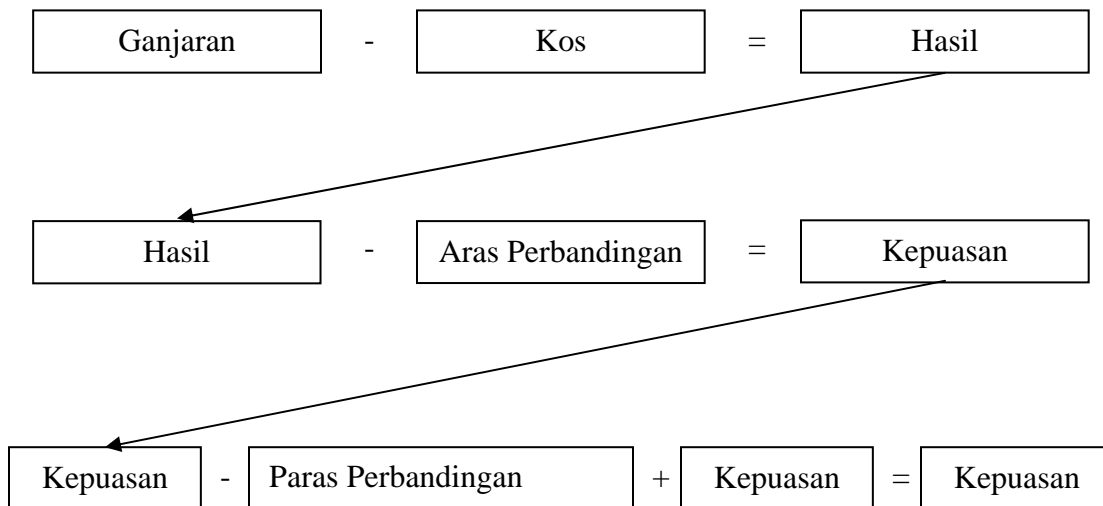 Ganjaran - Kos = Hasil
Hasil - Aras Perbandingan = Kepuasan
Kepuasan - Paras Perbandingan + Kepuasan = Kepuasan